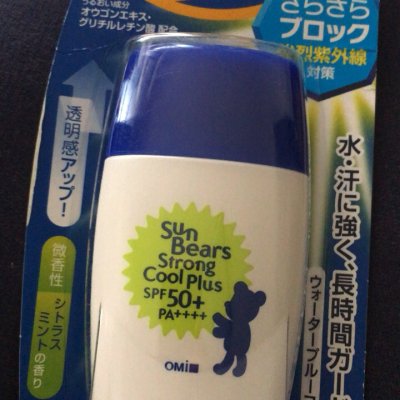 うるおい成分
オウゴンエキス・
グリチルレチン酸 配合
さらさら
ブロック
強烈紫外線
対策
透明感アップ!
微香性
シトラス
ミントの香り
水・汗に強く、長時間ガード
ウォータープルーフ
Sun
Bears
Strong
Cool Plus
SPF 50+
PA++++
OMI